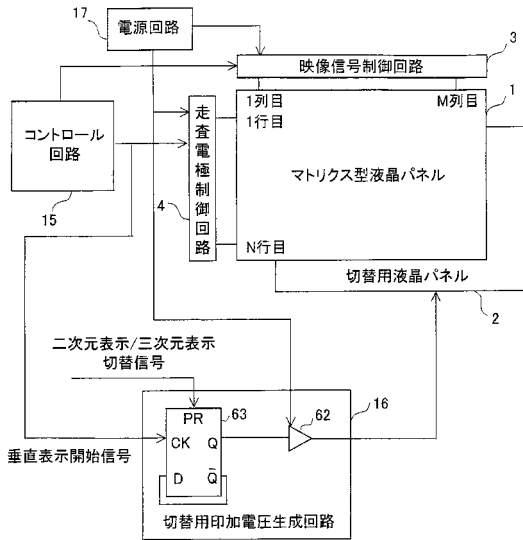 17
電源回路
3
映像信号制御回路
1
1列目
M列目
1行目
コントロール
回路
走査電極制御回路
マトリクス型液晶パネル
15
4
N行目
切替用液晶パネル
2
二次元表示/三次元表示
切替信号
16
PR
63
62
CK
Q
垂直表示開始信号
D
Q̄
切替用印加電圧生成回路